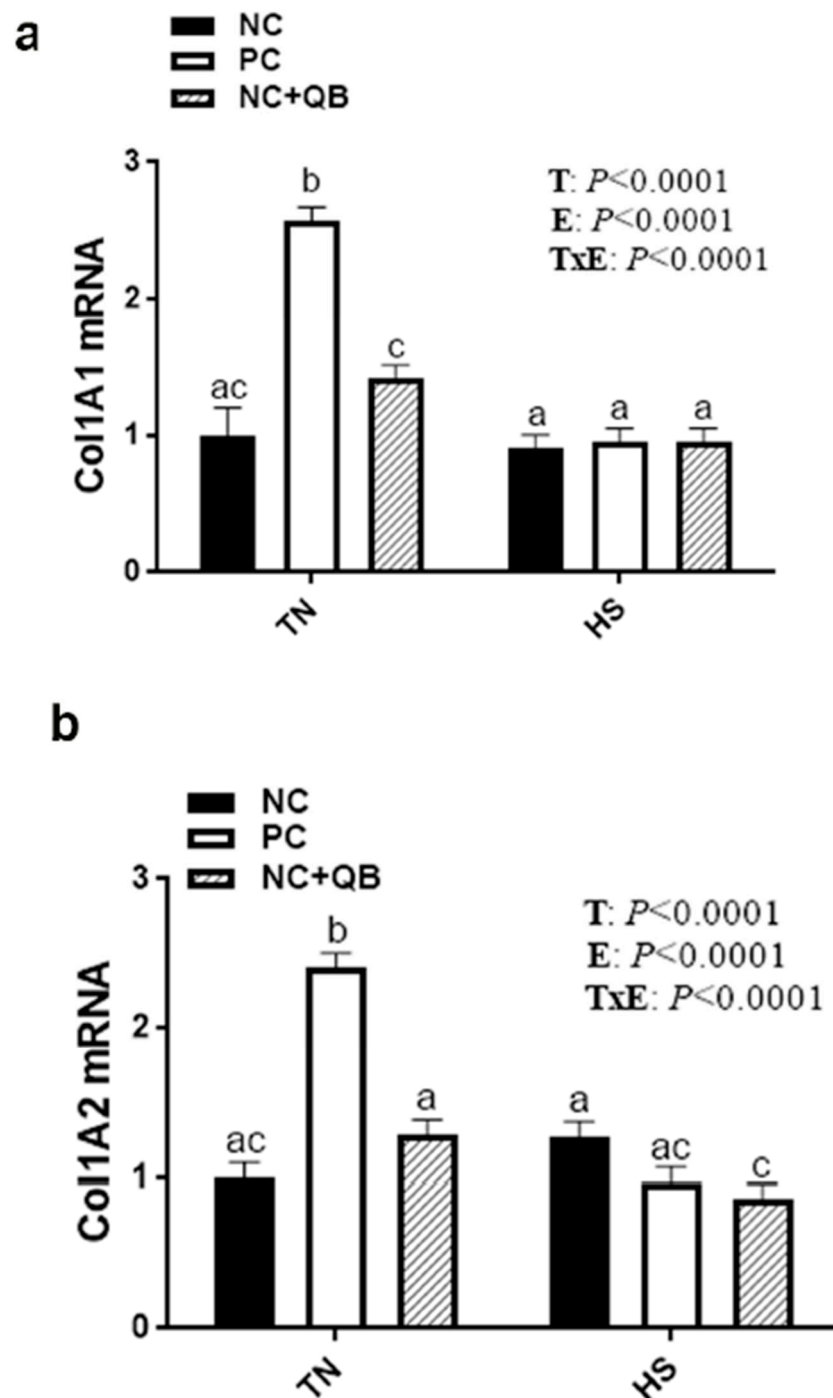 a
NC
PC
NC+QB
3
2
1
0
Col1A1 mRNA
ac
b
c
a
a
a
T: P<0.0001
E: P<0.0001
TxE: P<0.0001
TN
HS
b
NC
PC
NC+QB
3
2
1
0
Col1A2 mRNA
ac
b
a
a
ac
c
T: P<0.0001
E: P<0.0001
TxE: P<0.0001
TN
HS